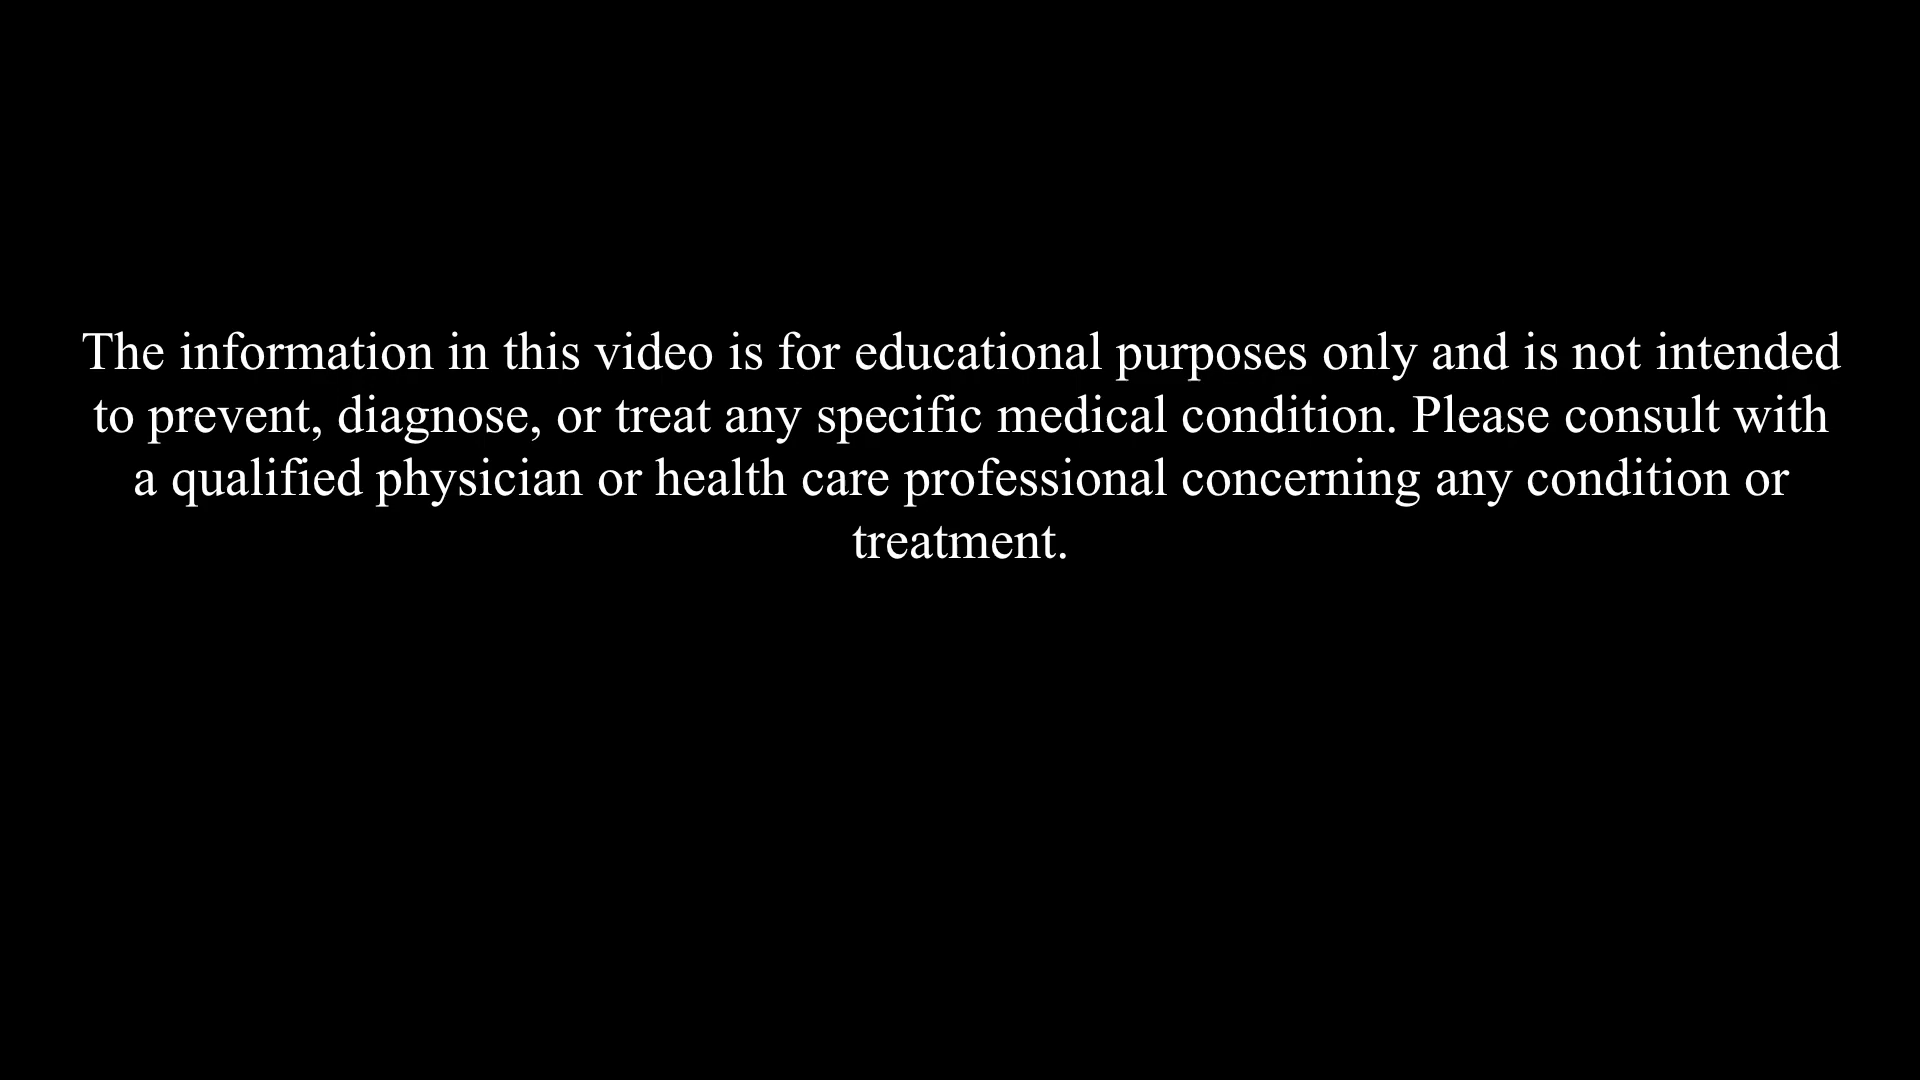 The information in this video is for educational purposes only and is not intended
to prevent, diagnose, or treat any specific medical condition. Please consult with
a qualified physician or health care professional concerning any condition or
treatment.